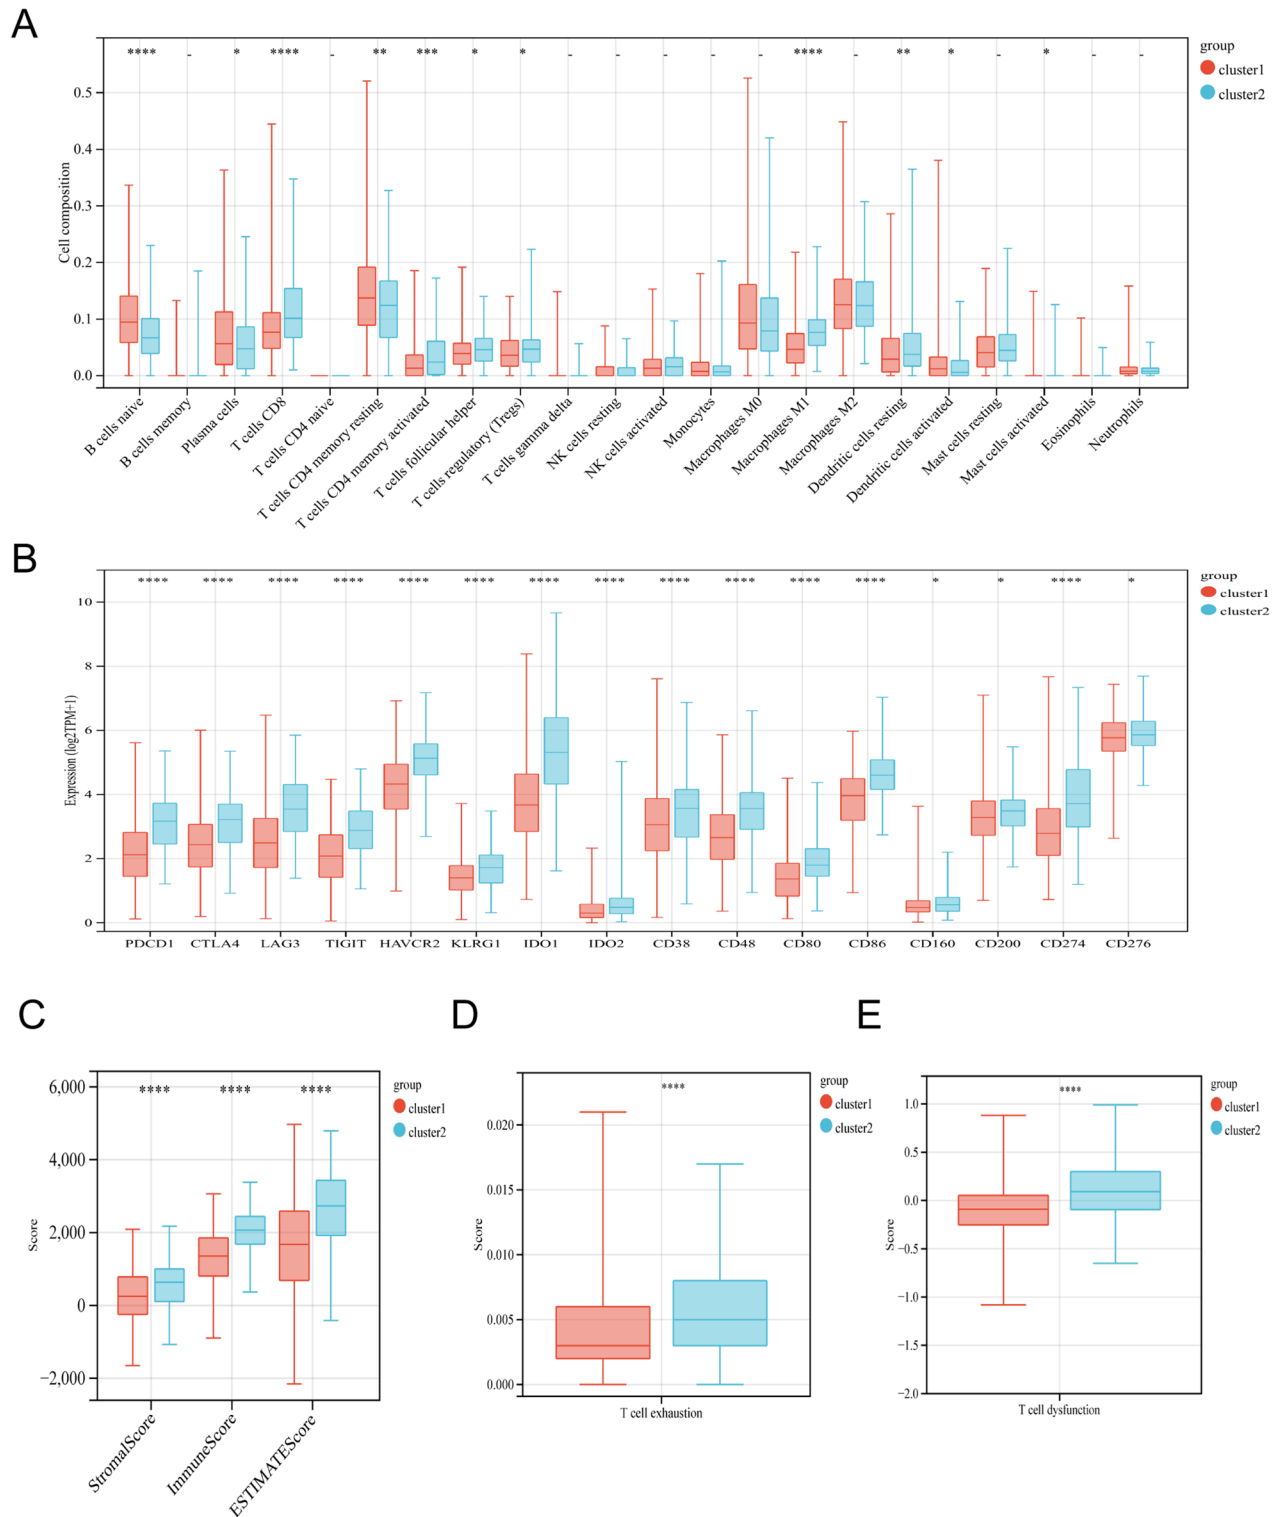 A
**** - * **** - ** *** * * - - - - - **** - ** * - * - -
group
cluster1
cluster2
Cell composition
0.5
0.4
0.3
0.2
0.1
0.0
B cells naive
B cells memory
Plasma cells
T cells CD8
T cells CD4 naive
T cells CD4 memory resting
T cells CD4 memory activated
T cells follicular helper
T cells regulatory (Tregs)
T cells gamma delta
NK cells resting
NK cells activated
Monocytes
Macrophages M0
Macrophages M1
Macrophages M2
Dendritic cells resting
Dendritic cells activated
Mast cells resting
Mast cells activated
Eosinophils
Neutrophils
B
**** **** **** **** **** **** **** **** **** **** **** **** * * **** *
group
cluster1
cluster2
Expression (log2TPM+1)
10
8
6
4
2
0
PDCD1 CTLA4 LAG3 TIGIT HAVCR2 KLRG1 IDO1 IDO2 CD38 CD48 CD80 CD86 CD160 CD200 CD274 CD276
C
**** **** ****
group
cluster1
cluster2
Score
6,000
4,000
2,000
0
−2,000
StromalScore
ImmuneScore
ESTIMATEScore
D
****
group
cluster1
cluster2
Score
0.020
0.015
0.010
0.005
0.000
T cell exhaustion
E
****
group
cluster1
cluster2
Score
1.0
0.5
0.0
−0.5
−1.0
−1.5
−2.0
T cell dysfunction